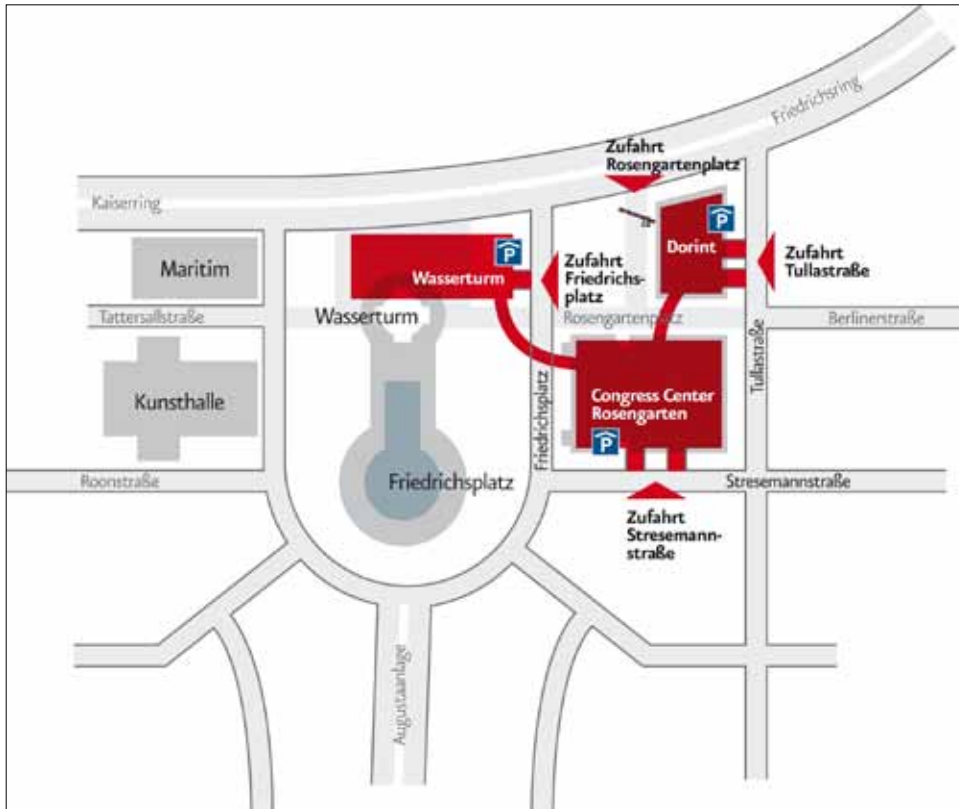 Friedrichsring
Zufahrt
Rosengartenplatz
Kaiserring
P
Dorint
Zufahrt
Tullastraße
Maritim
P
Wasserturm
Zufahrt
Friedrichs-
platz
Tattersallstraße
Wasserturm
Rosengartenplatz
Berlinerstraße
Tullastraße
Friedrichsplatz
Kunsthalle
Congress Center
Rosengarten
P
Roonstraße
Friedrichsplatz
Stresemannstraße
Zufahrt
Stresemann-
straße
Augustaanlage